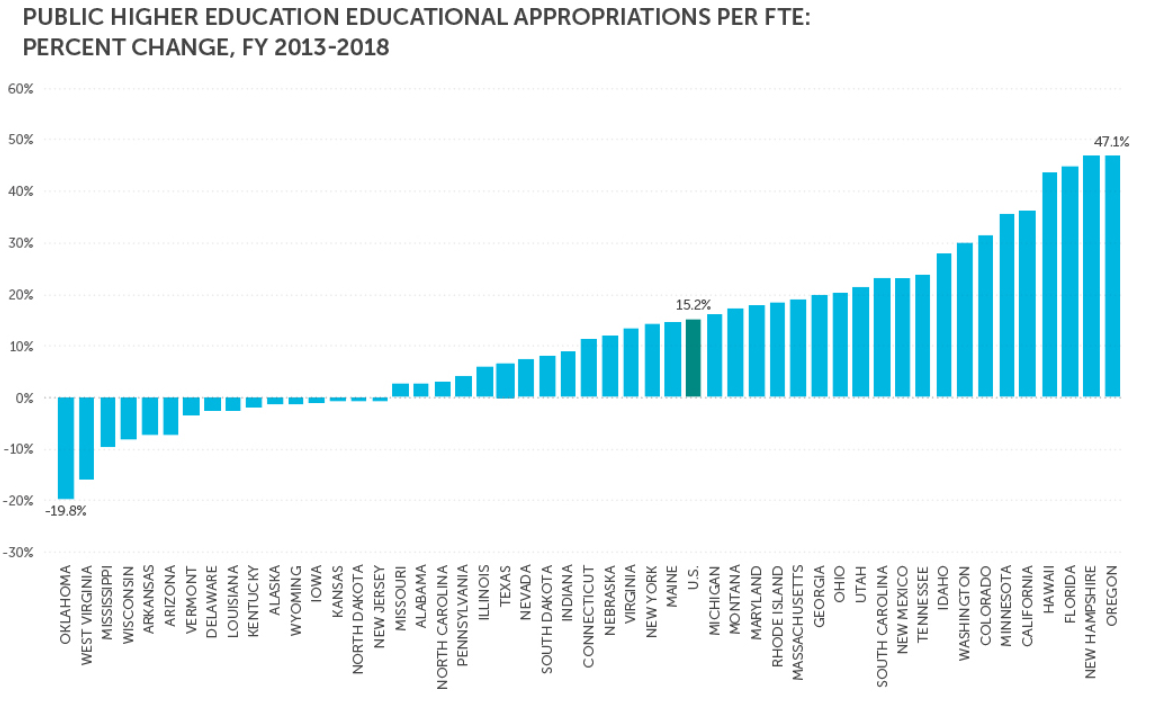 PUBLIC HIGHER EDUCATION EDUCATIONAL APPROPRIATIONS PER FTE:
PERCENT CHANGE, FY 2013-2018
60%
50%
47.1%
40%
30%
20%
15.2%
10%
0%
-10%
-20%
-19.8%
-30%
OKLAHOMA
WEST VIRGINIA
MISSISSIPPI
WISCONSIN
ARKANSAS
ARIZONA
VERMONT
DELAWARE
LOUISIANA
KENTUCKY
ALASKA
WYOMING
IOWA
KANSAS
NORTH DAKOTA
NEW JERSEY
MISSOURI
ALABAMA
NORTH CAROLINA
PENNSYLVANIA
ILLINOIS
TEXAS
NEVADA
SOUTH DAKOTA
INDIANA
CONNECTICUT
NEBRASKA
VIRGINIA
NEW YORK
MAINE
U.S.
MICHIGAN
MONTANA
MARYLAND
RHODE ISLAND
MASSACHUSETTS
GEORGIA
OHIO
UTAH
SOUTH CAROLINA
NEW MEXICO
TENNESSEE
IDAHO
WASHINGTON
COLORADO
MINNESOTA
CALIFORNIA
HAWAII
FLORIDA
NEW HAMPSHIRE
OREGON